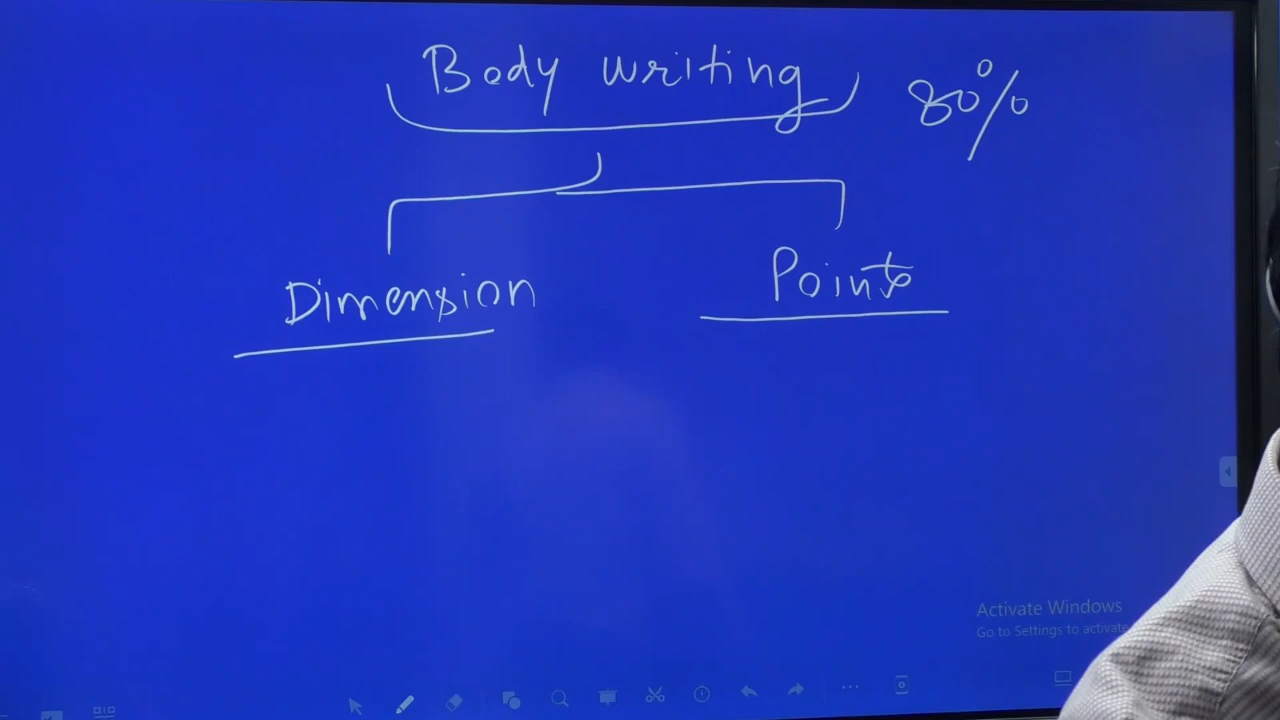 Body writing 80%
Dimension Points
Activate Windows
Go to Settings to activate